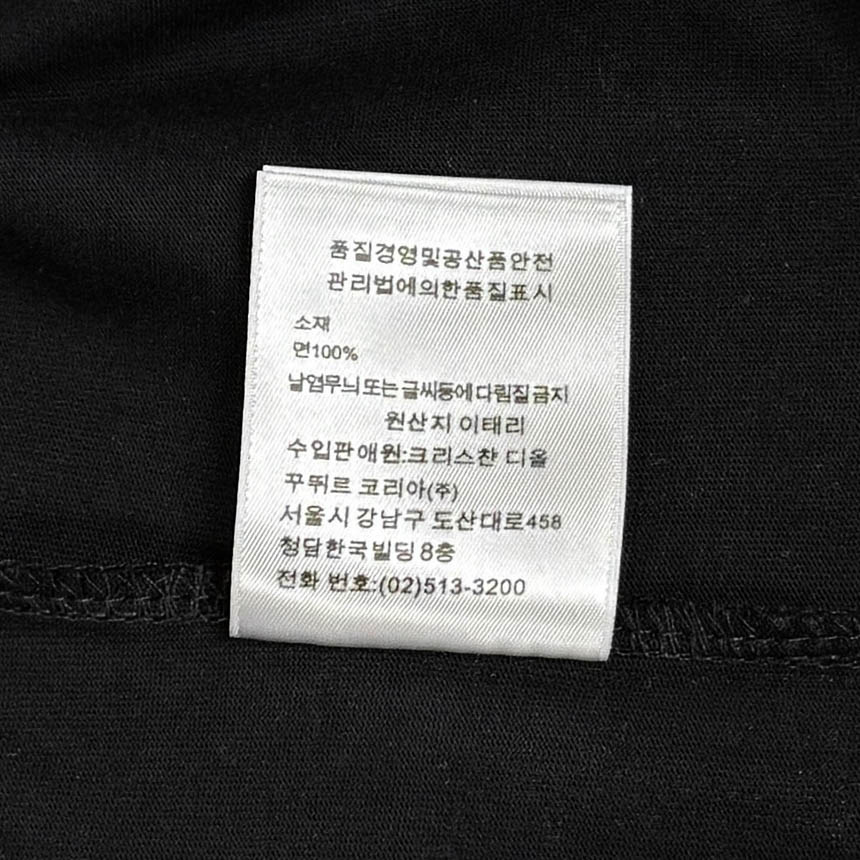 품질경영및공산품안전
관리법에의한품질표시
소재
면100%
날염무늬또는글씨등에다림질금지
원산지 이태리
수입판애원:크리스챤 디올
꾸뛰르 코리아(주)
서울시 강남구 도산대로458
청담한국빌딩 8층
전화 번호:(02)513-3200